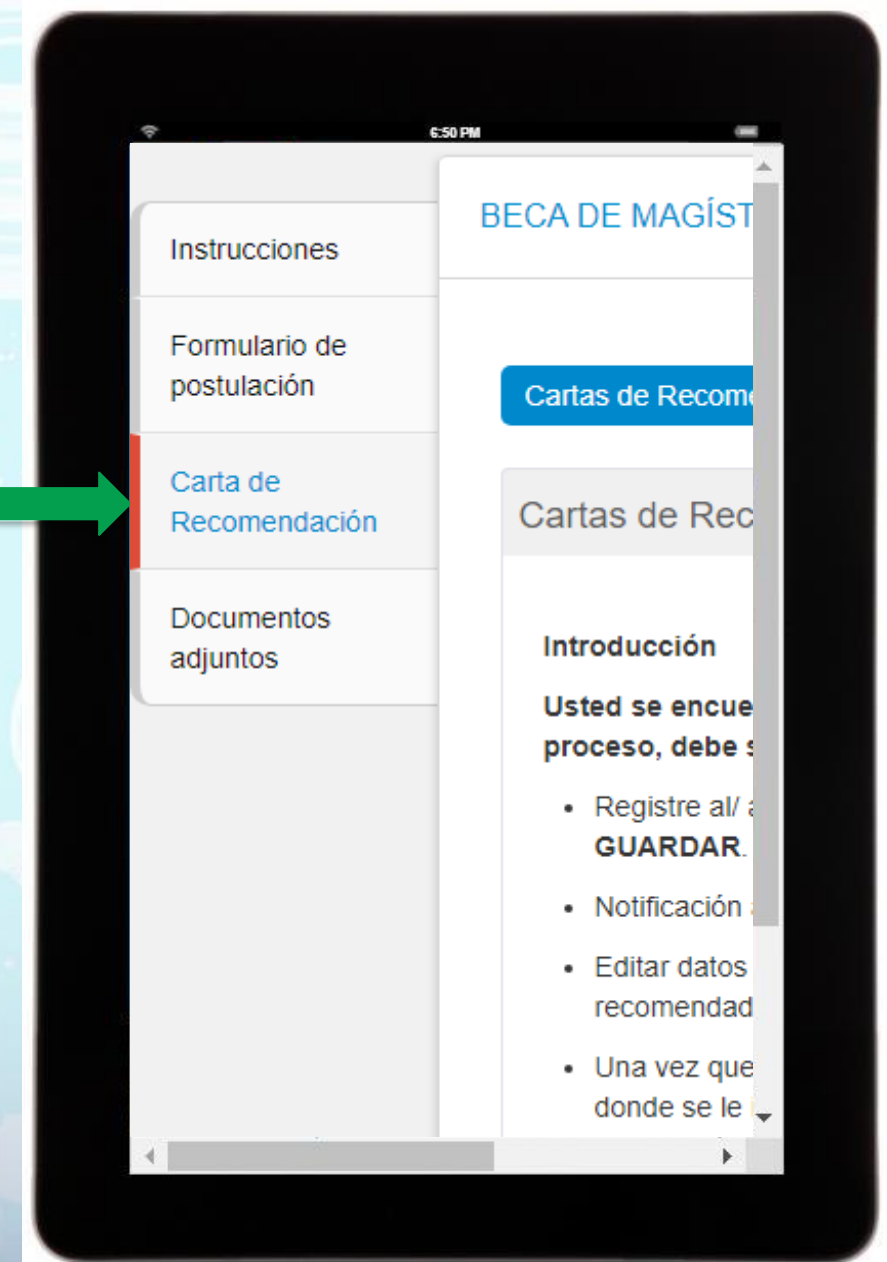 6:50 PM
Instrucciones
Formulario de
postulación
Carta de
Recomendación
Documentos
adjuntos
BECA DE MAGÍST
Cartas de Recome
Cartas de Rec
Introducción
Usted se encue
proceso, debe s
• Registre al/ a
GUARDAR.
• Notificación
• Editar datos
recomendad
• Una vez que
donde se le